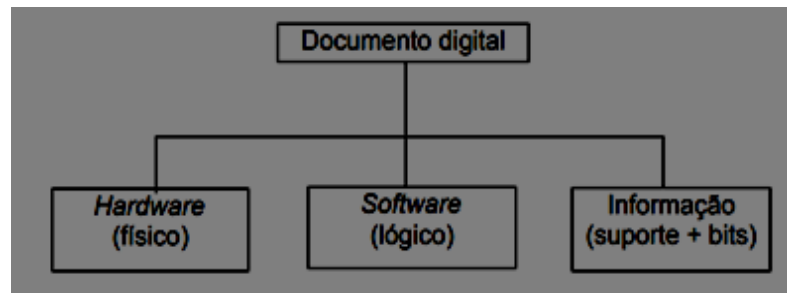 Documento digital
Hardware
(físico)
Software
(lógico)
Informação
(suporte + bits)